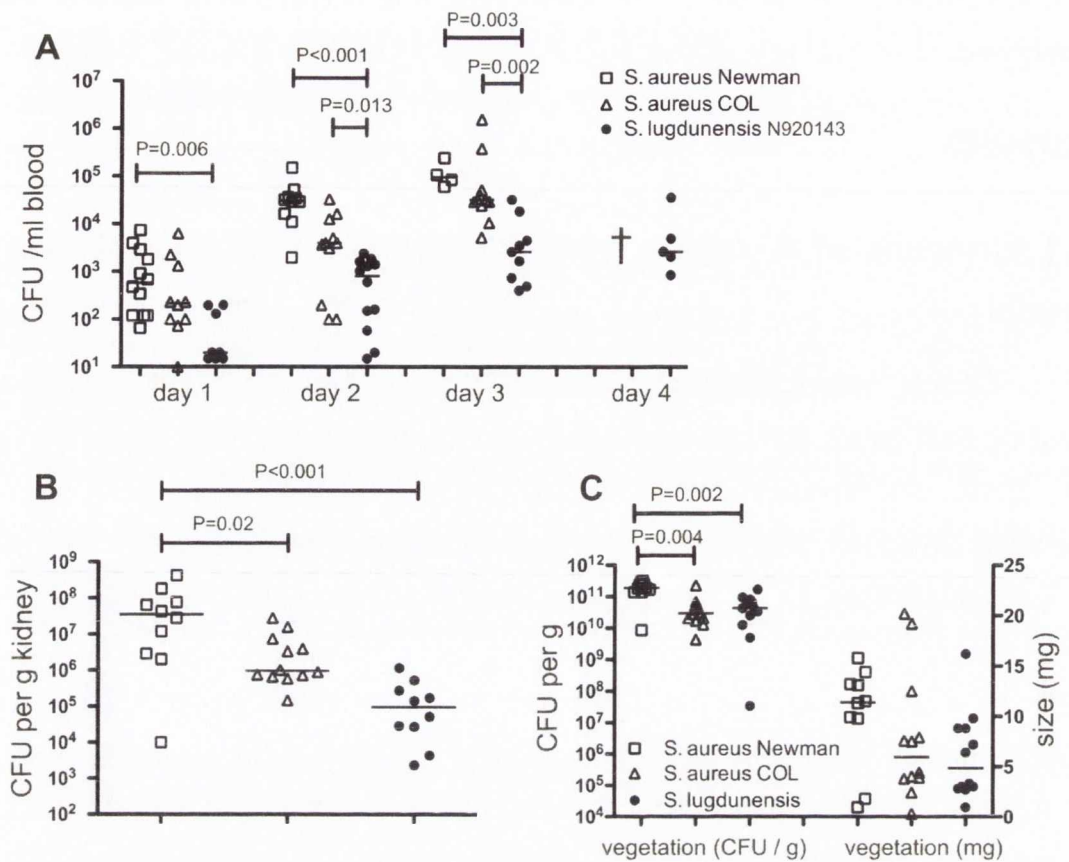 A
P=0.003
P<0.001
P=0.002
P=0.013
P=0.006
□ S. aureus Newman
△ S. aureus COL
● S. lugdunensis N920143
CFU /ml blood
10⁷
10⁶
10⁵
10⁴
10³
10²
10¹
†
day 1 day 2 day 3 day 4
B
P<0.001
P=0.02
CFU per g kidney
10⁹
10⁸
10⁷
10⁶
10⁵
10⁴
10³
10²
C
P=0.002
P=0.004
CFU per g
10¹²
10¹¹
10¹⁰
10⁹
10⁸
10⁷
10⁶
10⁵
10⁴
□ S. aureus Newman
△ S. aureus COL
● S. lugdunensis
25
20
15
10
5
0
size (mg)
vegetation (CFU / g) vegetation (mg)